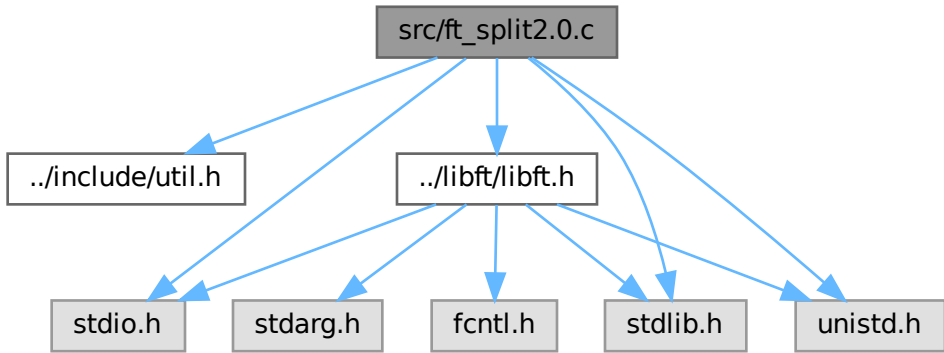 src/ft_split2.0.c
../include/util.h
../libft/libft.h
stdio.h
stdarg.h
fcntl.h
stdlib.h
unistd.h